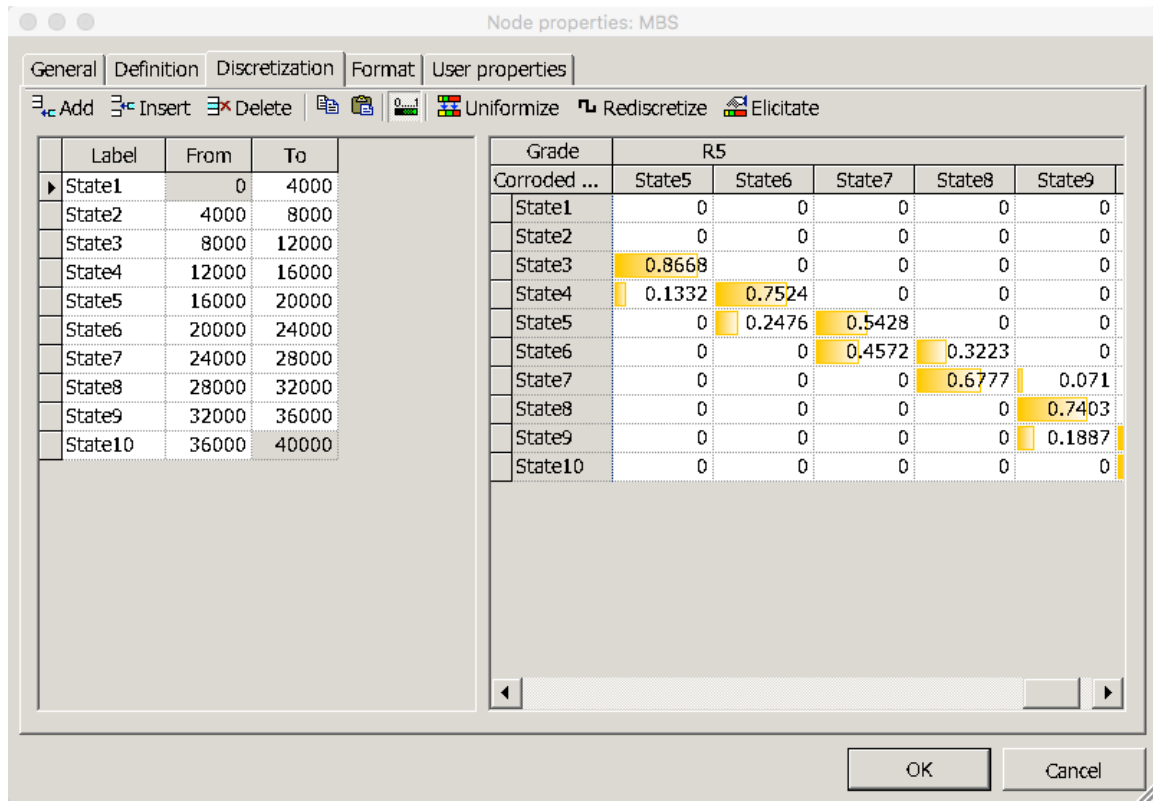 Node properties: MBS
General Definition Discretization Format User properties
Add Insert Delete Uniformize Rediscretize Elicitate
Label From To
State1 0 4000
State2 4000 8000
State3 8000 12000
State4 12000 16000
State5 16000 20000
State6 20000 24000
State7 24000 28000
State8 28000 32000
State9 32000 36000
State10 36000 40000
Grade R5
Corroded ... State5 State6 State7 State8 State9
State1 0 0 0 0 0
State2 0 0 0 0 0
State3 0.8668 0 0 0 0
State4 0.1332 0.7524 0 0 0
State5 0 0.2476 0.5428 0 0
State6 0 0 0.4572 0.3223 0
State7 0 0 0 0.6777 0.071
State8 0 0 0 0 0.7403
State9 0 0 0 0 0.1887
State10 0 0 0 0 0
OK Cancel